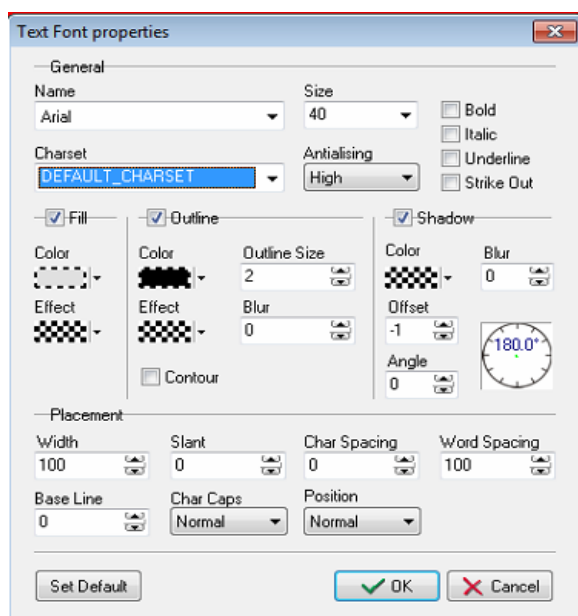 Text Font properties
General
Name
Size
Arial
40
Bold
Italic
Charset
Antialising
Underline
DEFAULT_CHARSET
High
Strike Out
Fill
Outline
Shadow
Color
Color
Outline Size
Color
Blur
2
0
Effect
Effect
Blur
Offset
0
-1
180.0°
Angle
Contour
0
Placement
Width
Slant
Char Spacing
Word Spacing
100
0
0
100
Base Line
Char Caps
Position
0
Normal
Normal
Set Default
OK
Cancel